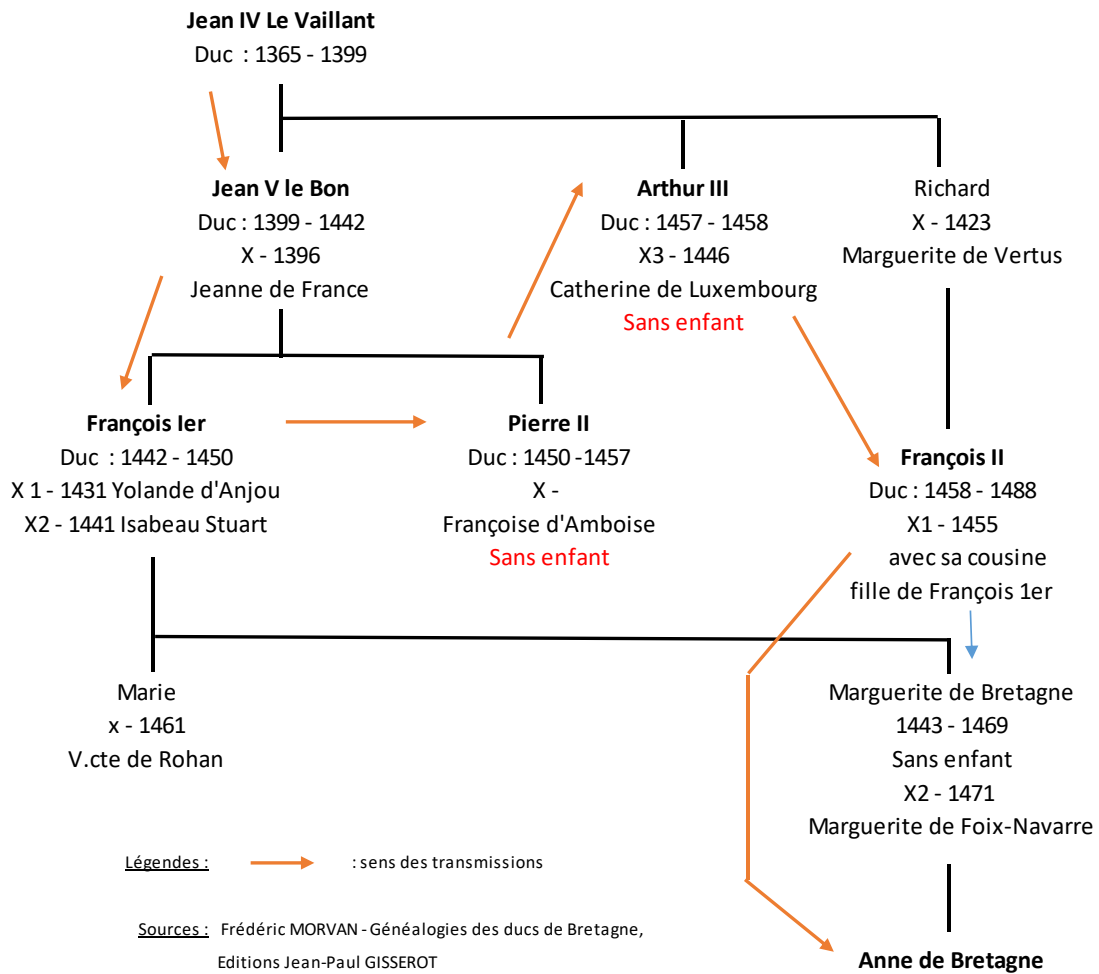 Jean IV Le Vaillant
Duc : 1365 - 1399
Jean V le Bon
Duc : 1399 - 1442
X - 1396
Jeanne de France
Arthur III
Duc : 1457 - 1458
X3 - 1446
Catherine de Luxembourg
Sans enfant
Richard
X - 1423
Marguerite de Vertus
François Ier
Duc : 1442 - 1450
X 1 - 1431 Yolande d'Anjou
X2 - 1441 Isabeau Stuart
Pierre II
Duc : 1450 -1457
X -
Françoise d'Amboise
Sans enfant
François II
Duc : 1458 - 1488
X1 - 1455
avec sa cousine
fille de François 1er
Marie
x - 1461
V.cte de Rohan
Marguerite de Bretagne
1443 - 1469
Sans enfant
X2 - 1471
Marguerite de Foix-Navarre
Anne de Bretagne
Légendes : : sens des transmissions
Sources : Frédéric MORVAN - Généalogies des ducs de Bretagne,
Editions Jean-Paul GISSEROT